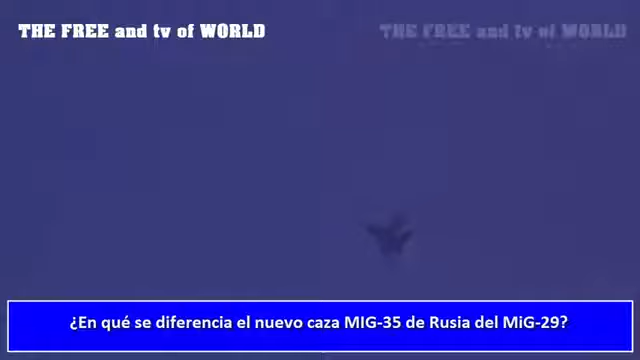 THE FREE and tv of WORLD
THE FREE and tv of WORLD
¿En qué se diferencia el nuevo caza MIG-35 de Rusia del MiG-29?